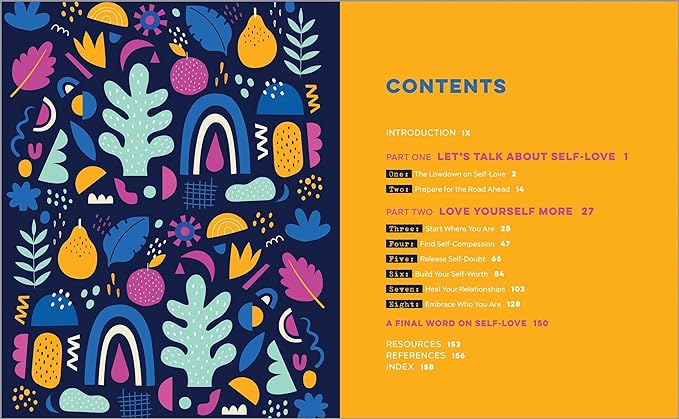 CONTENTS
INTRODUCTION IX
PART ONE LET'S TALK ABOUT SELF-LOVE 1
One: The Lowdown on Self-Love 2
Two: Prepare for the Road Ahead 14
PART TWO LOVE YOURSELF MORE 27
Three: Start Where You Are 28
Four: Find Self-Compassion 47
Five: Release Self-Doubt 66
Six: Build Your Self-Worth 84
Seven: Heal Your Relationships 103
Eight: Embrace Who You Are 128
A FINAL WORD ON SELF-LOVE 150
RESOURCES 153
REFERENCES 156
INDEX 158